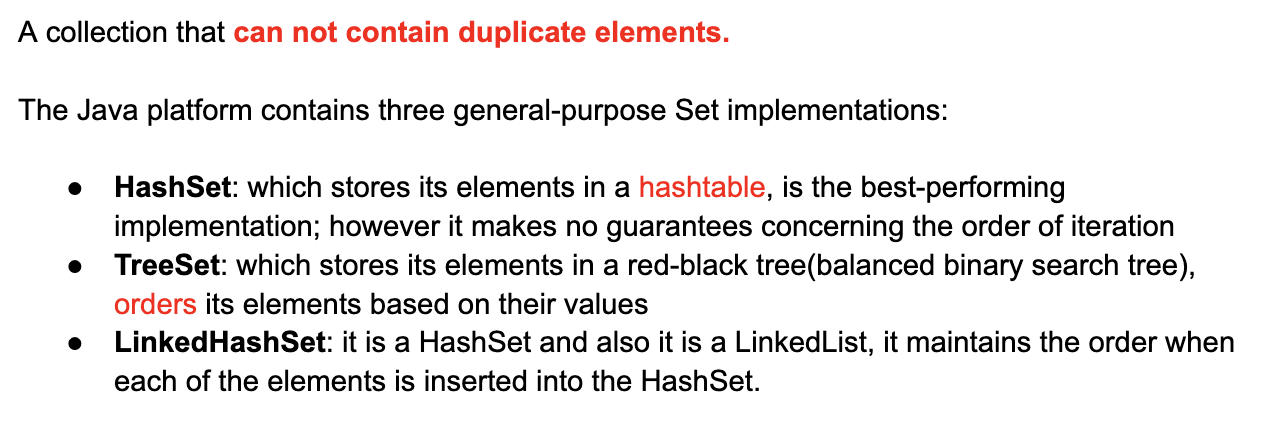 A collection that can not contain duplicate elements.
The Java platform contains three general-purpose Set implementations:
● HashSet: which stores its elements in a hashtable, is the best-performing
implementation; however it makes no guarantees concerning the order of iteration
● TreeSet: which stores its elements in a red-black tree(balanced binary search tree),
orders its elements based on their values
● LinkedHashSet: it is a HashSet and also it is a LinkedList, it maintains the order when
each of the elements is inserted into the HashSet.